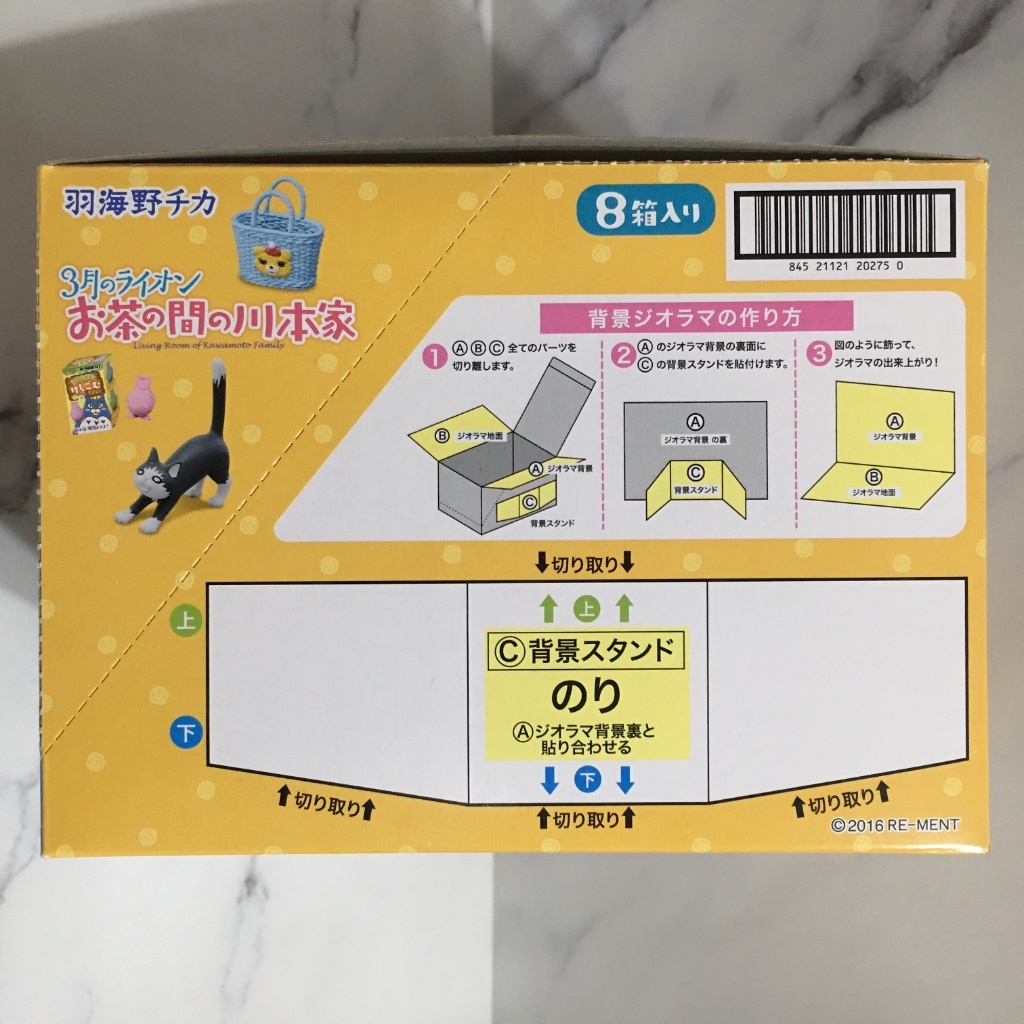 羽海野チカ
3月のライオン
お茶の間の川本家
Living Room of Kawamoto Family
けしごむ
8箱入り
845 21121 20275 0
背景ジオラマの作り方
1 Ⓐ Ⓑ Ⓒ 全てのパーツを
切り離します。
Ⓑ ジオラマ地面
Ⓐ ジオラマ背景
Ⓒ
背景スタンド
2 Ⓐ のジオラマ背景の裏面に
Ⓒ の背景スタンドを貼付けます。
Ⓐ
ジオラマ背景 の裏
Ⓒ
背景スタンド
3 図のように飾って、
ジオラマの出来上がり!
Ⓐ
ジオラマ背景
Ⓑ
ジオラマ地面
↓切り取り↓
上
↑ 上 ↑
Ⓒ背景スタンド
のり
Ⓐジオラマ背景裏と
貼り合わせる
下
↓ 下 ↓
↑切り取り↑
↑切り取り↑
↑切り取り↑
©2016 RE-MENT